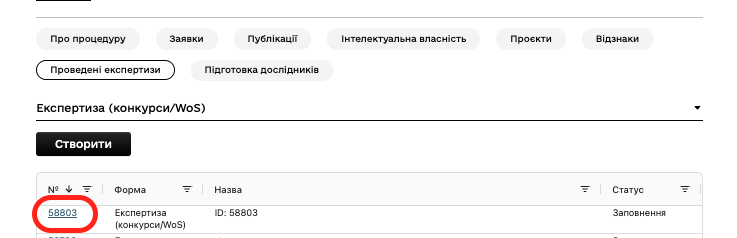 Про процедуру Заявки Публікації Інтелектуальна власність Проєкти Відзнаки
Проведені експертизи Підготовка дослідників
Експертиза (конкурси/WoS)
Створити
№ Форма Назва Статус
58803 Експертиза ID: 58803 Заповнення
(конкурси/WoS)